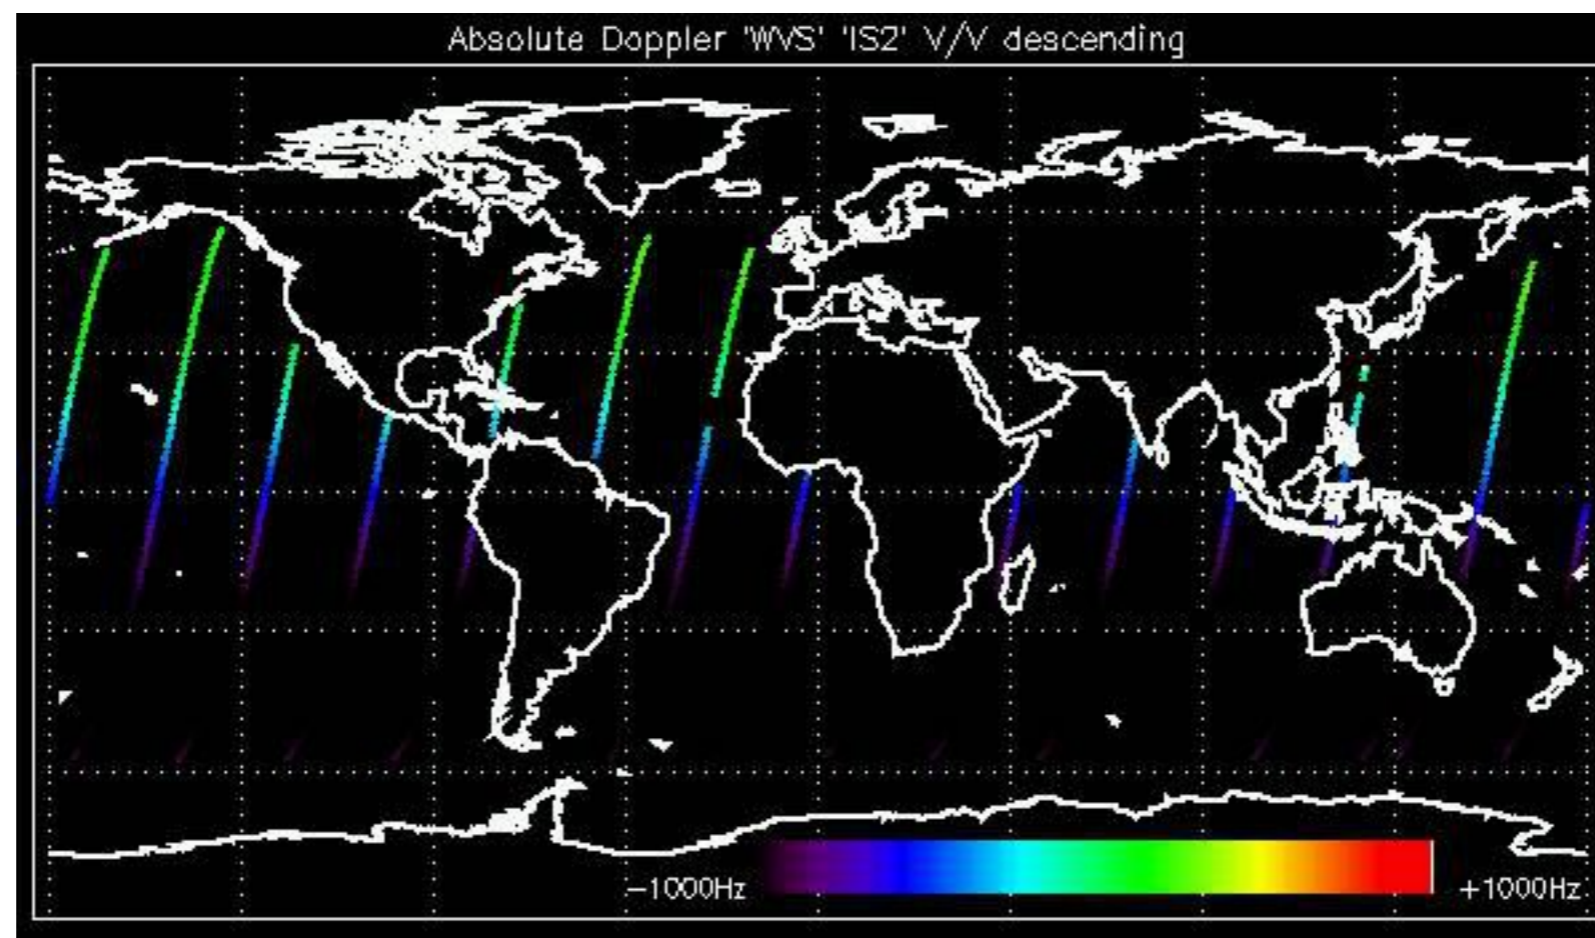 Absolute Doppler 'WVS' 'IS2' V/V descending
-1000Hz +1000Hz